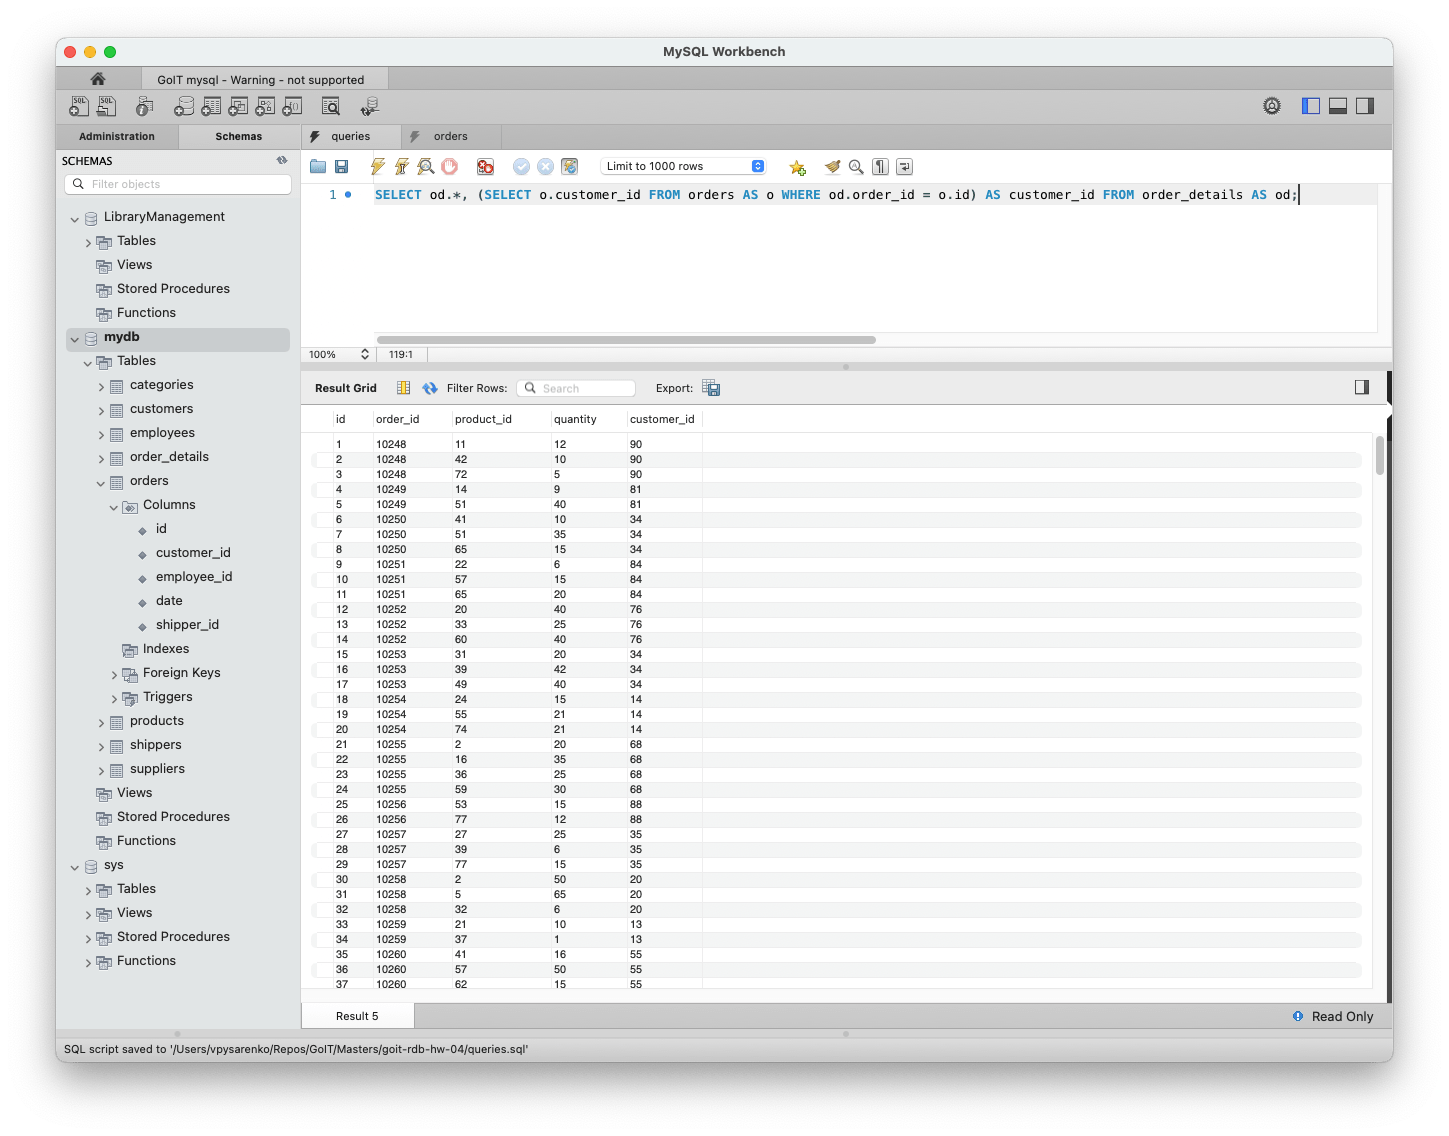 MySQL Workbench
GoIT mysql - Warning - not supported
Administration
Schemas
queries
orders
SCHEMAS
Filter objects
LibraryManagement
Tables
Views
Stored Procedures
Functions
mydb
Tables
categories
customers
employees
order_details
orders
Columns
id
customer_id
employee_id
date
shipper_id
Indexes
Foreign Keys
Triggers
products
shippers
suppliers
Views
Stored Procedures
Functions
sys
Tables
Views
Stored Procedures
Functions
Limit to 1000 rows
1 SELECT od.*, (SELECT o.customer_id FROM orders AS o WHERE od.order_id = o.id) AS customer_id FROM order_details AS od;
100% 119:1
Result Grid Filter Rows: Search Export:
id order_id product_id quantity customer_id
1 10248 11 12 90
2 10248 42 10 90
3 10248 72 5 90
4 10249 14 9 81
5 10249 51 40 81
6 10250 41 10 34
7 10250 51 35 34
8 10250 65 15 34
9 10251 22 6 84
10 10251 57 15 84
11 10251 65 20 84
12 10252 20 40 76
13 10252 33 25 76
14 10252 60 40 76
15 10253 31 20 34
16 10253 39 42 34
17 10253 49 40 34
18 10254 24 15 14
19 10254 55 21 14
20 10254 74 21 14
21 10255 2 20 68
22 10255 16 35 68
23 10255 36 25 68
24 10255 59 30 68
25 10256 53 15 88
26 10256 77 12 88
27 10257 27 25 35
28 10257 39 6 35
29 10257 77 15 35
30 10258 2 50 20
31 10258 5 65 20
32 10258 32 6 20
33 10259 21 10 13
34 10259 37 1 13
35 10260 41 16 55
36 10260 57 50 55
37 10260 62 15 55
Result 5
Read Only
SQL script saved to '/Users/vpysarenko/Repos/GoIT/Masters/goit-rdb-hw-04/queries.sql'